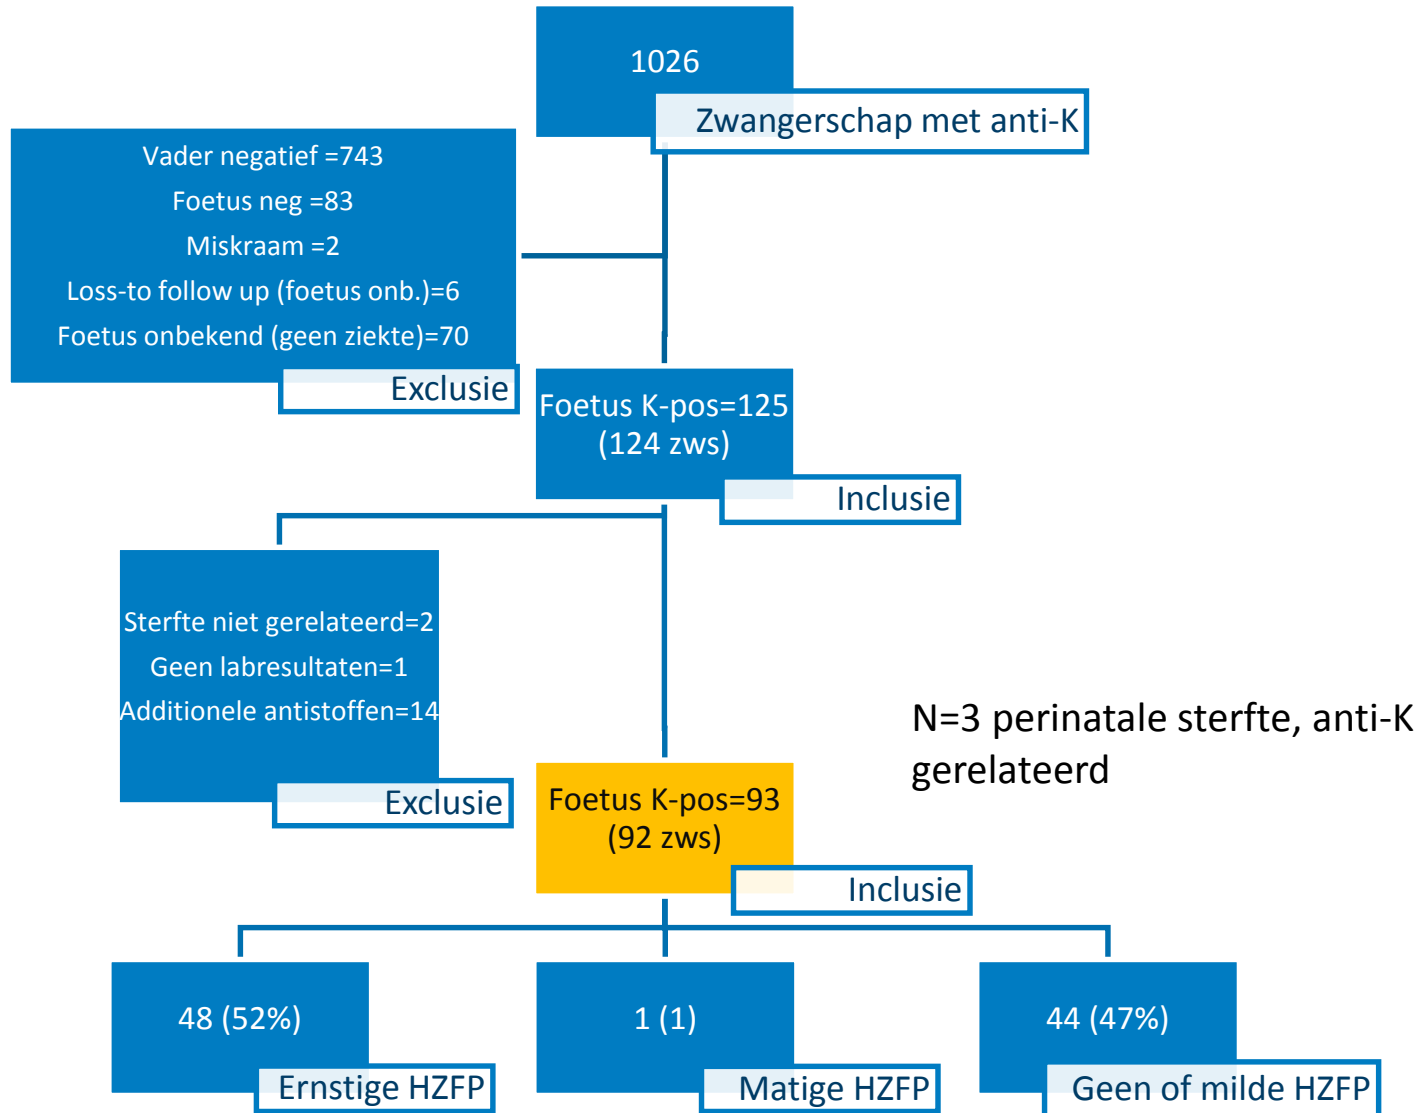 1026
Zwangerschap met anti-K
Vader negatief =743
Foetus neg =83
Miskraam =2
Loss-to follow up (foetus onb.)=6
Foetus onbekend (geen ziekte)=70
Exclusie
Foetus K-pos=125
(124 zws)
Inclusie
Sterfte niet gerelateerd=2
Geen labresultaten=1
Additionele antistoffen=14
Exclusie
N=3 perinatale sterfte, anti-K
gerelateerd
Foetus K-pos=93
(92 zws)
Inclusie
48 (52%)
Ernstige HZFP
1 (1)
Matige HZFP
44 (47%)
Geen of milde HZFP